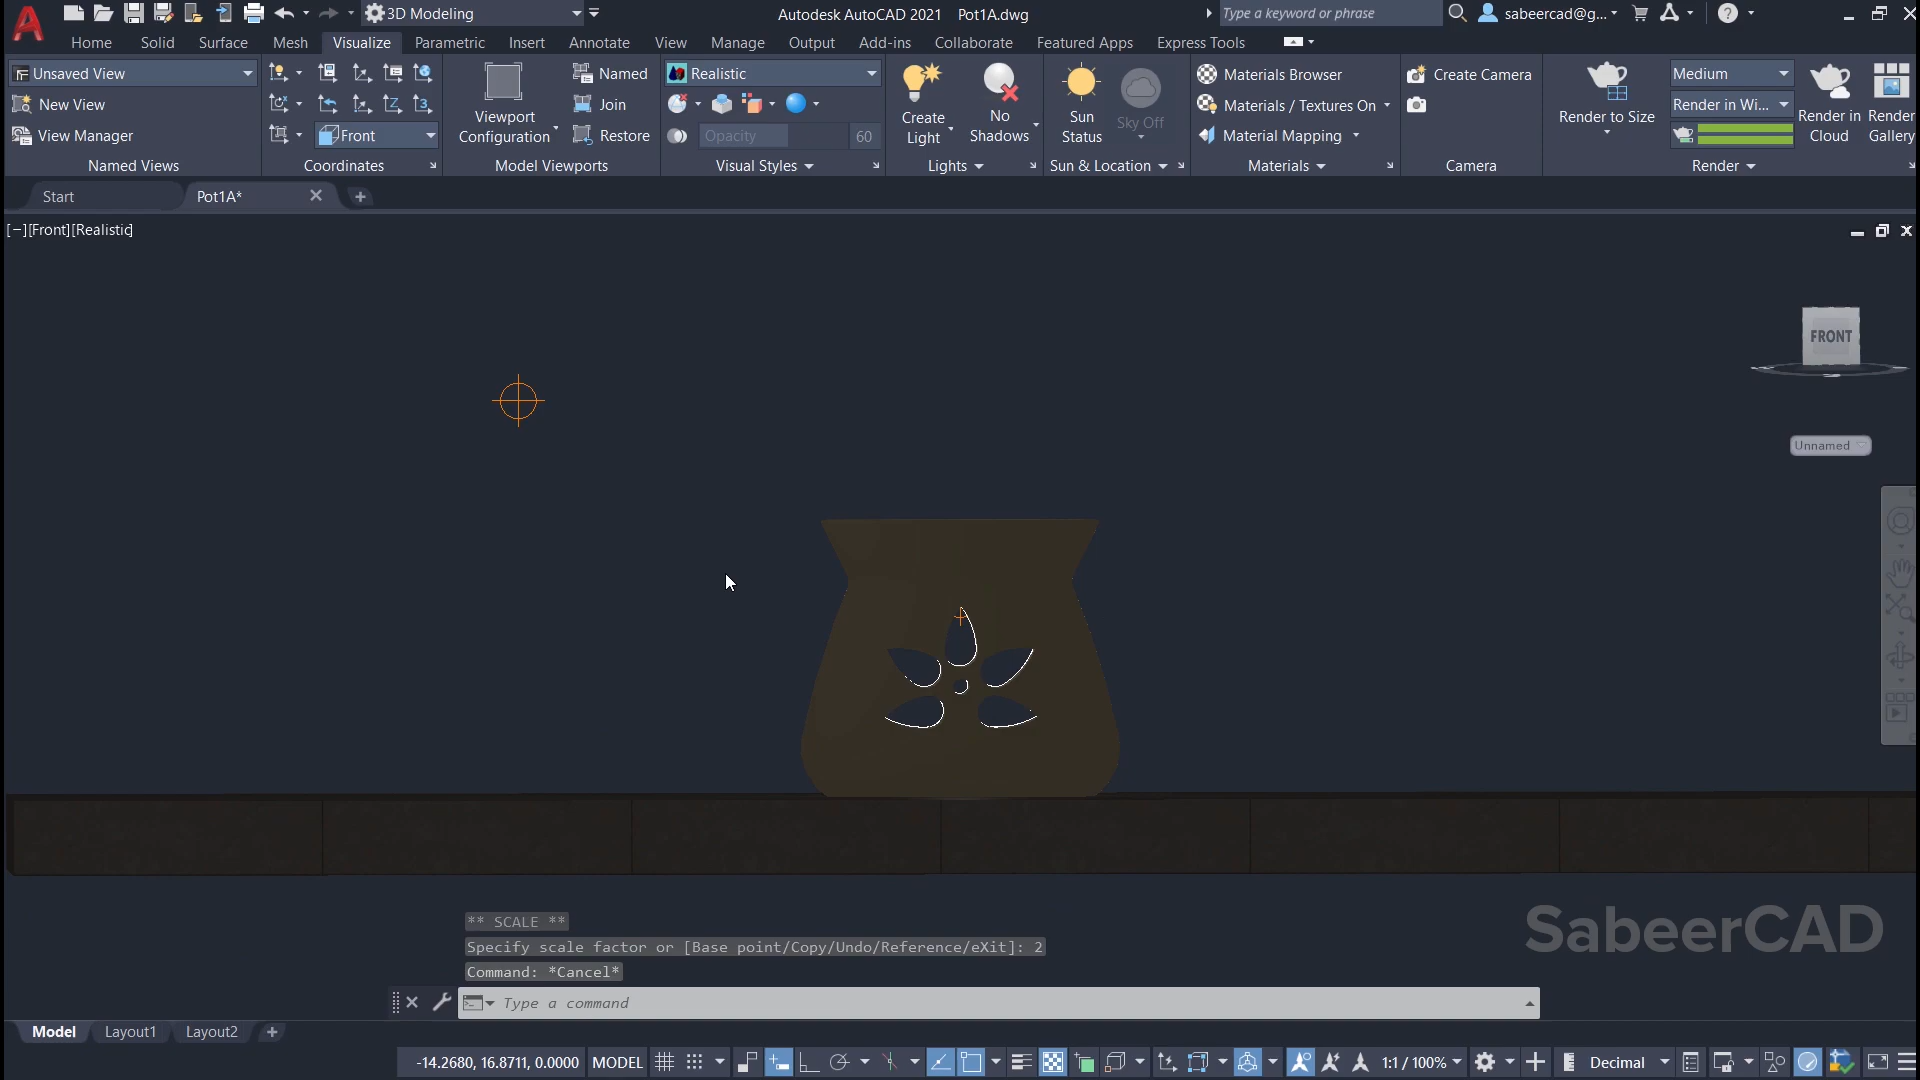 3D Modeling
Autodesk AutoCAD 2021 Pot1A.dwg
Type a keyword or phrase
sabeercad@g...
Home Solid Surface Mesh Visualize Parametric Insert Annotate View Manage Output Add-ins Collaborate Featured Apps Express Tools
Unsaved View
New View
View Manager
Named Views
Front
Coordinates
Viewport
Configuration
Named
Join
Restore
Model Viewports
Realistic
Opacity 60
Visual Styles
Create
Light
No
Shadows
Lights
Sun
Status
Sky Off
Sun & Location
Materials Browser
Materials / Textures On
Material Mapping
Materials
Create Camera
Camera
Render to Size
Medium
Render in Wi...
Render in
Cloud
Render
Gallery
Render
Start
Pot1A*
[−][Front][Realistic]
FRONT
Unnamed
** SCALE **
Specify scale factor or [Base point/Copy/Undo/Reference/eXit]: 2
Command: *Cancel*
Type a command
SabeerCAD
Model Layout1 Layout2
-14.2680, 16.8711, 0.0000 MODEL 1:1 / 100% Decimal